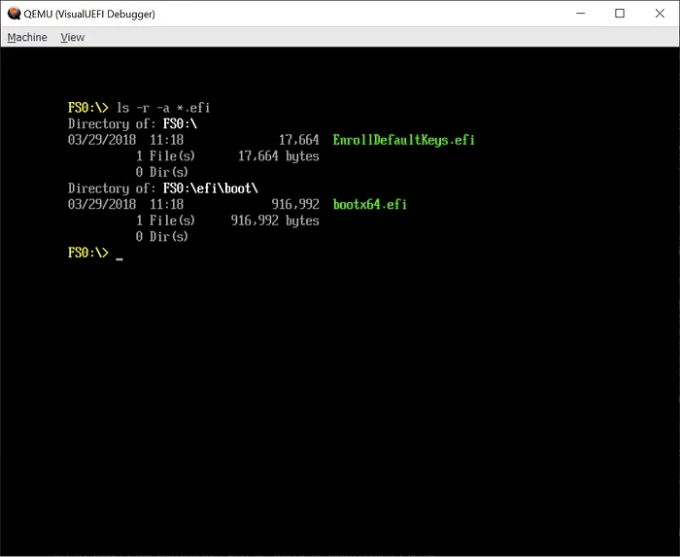 QEMU (VisualUEFI Debugger)
Machine View
FS0:\> ls -r -a *.efi
Directory of: FS0:\
03/29/2018 11:18 17,664 EnrollDefaultKeys.efi
1 File(s) 17,664 bytes
0 Dir(s)
Directory of: FS0:\efi\boot\
03/29/2018 11:18 916,992 bootx64.efi
1 File(s) 916,992 bytes
0 Dir(s)
FS0:\> _